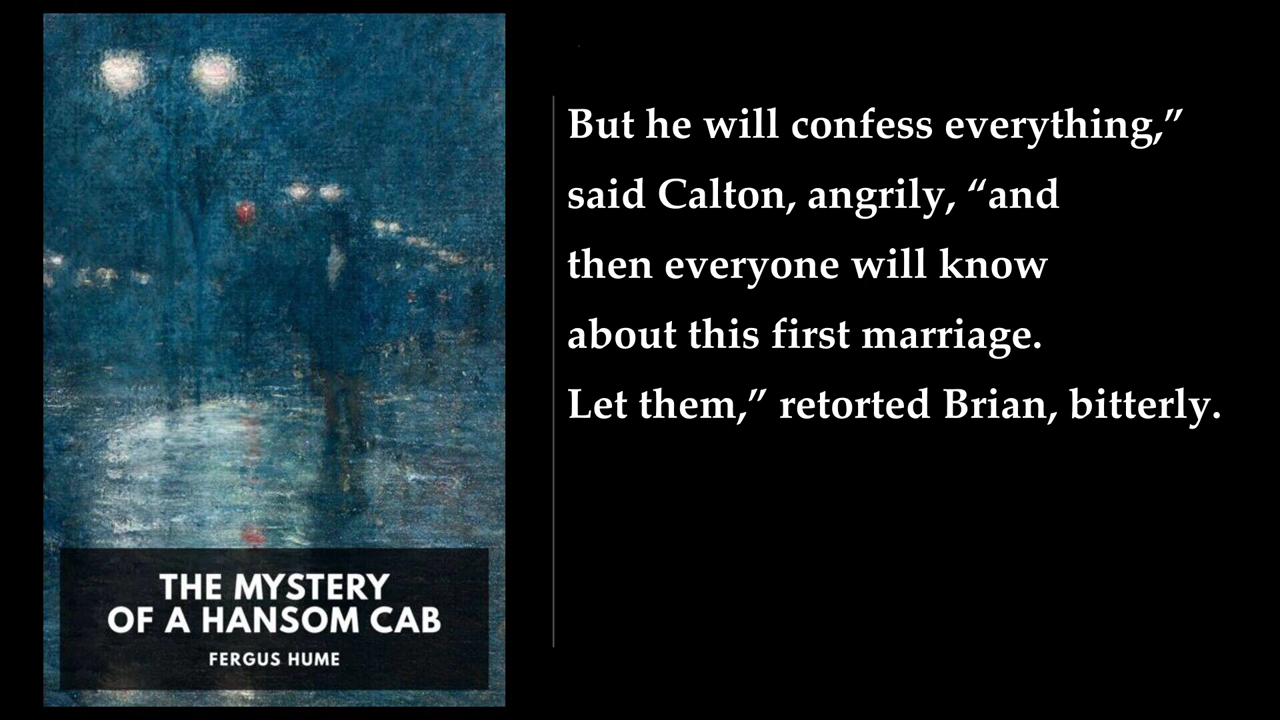 THE MYSTERY
OF A HANSOM CAB
FERGUS HUME
But he will confess everything,”
said Calton, angrily, “and
then everyone will know
about this first marriage.
Let them,” retorted Brian, bitterly.